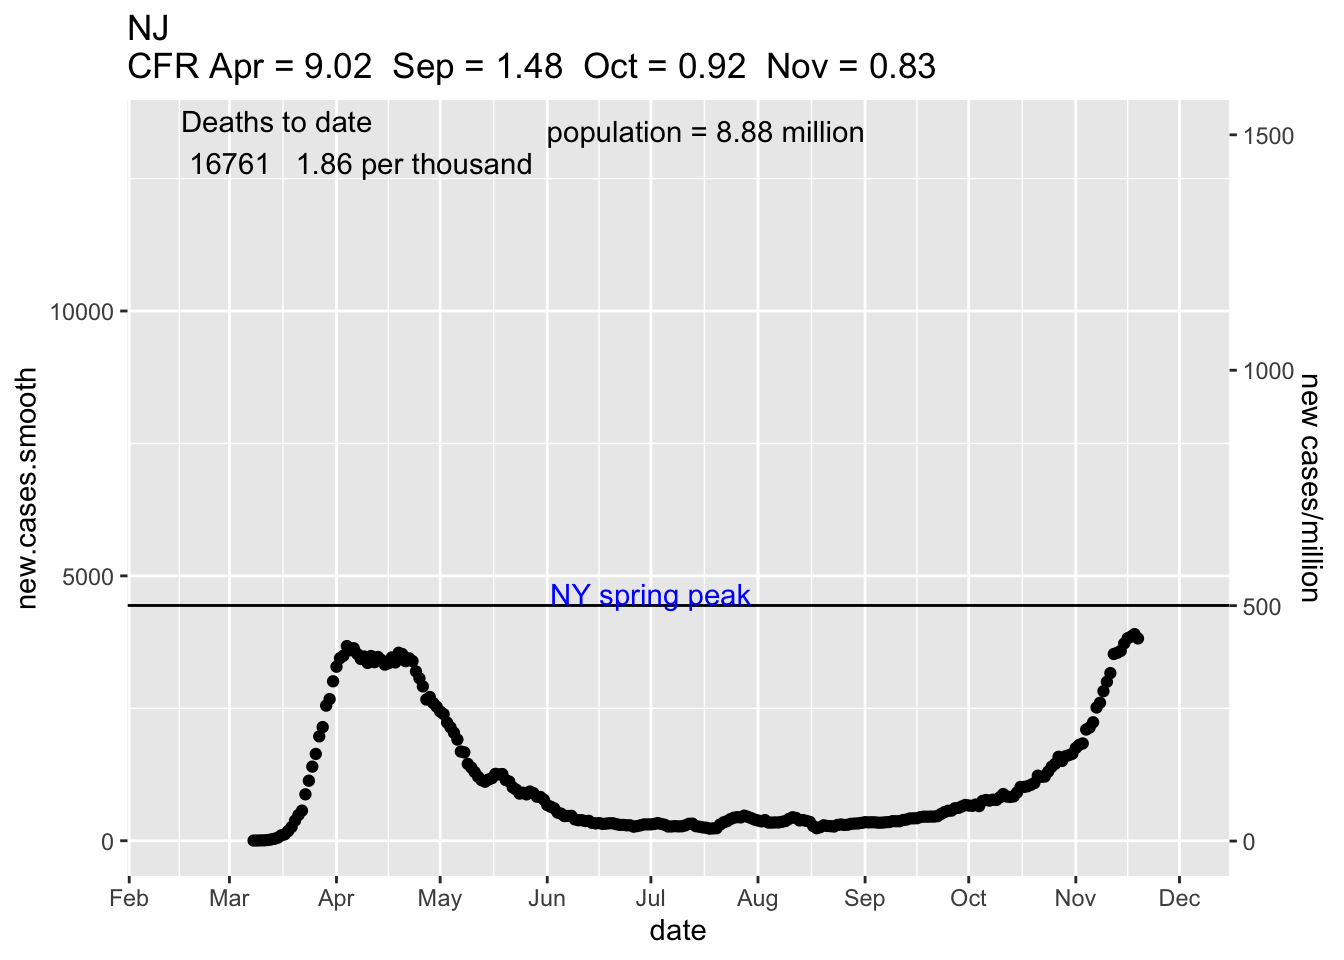 NJ
CFR Apr = 9.02  Sep = 1.48  Oct = 0.92  Nov = 0.83
Deaths to date
population = 8.88 million
16761   1.86 per thousand
1500
10000
1000
new.cases.smooth
new cases/million
5000
NY spring peak
500
0
0
Feb Mar Apr May Jun Jul Aug Sep Oct Nov Dec
date